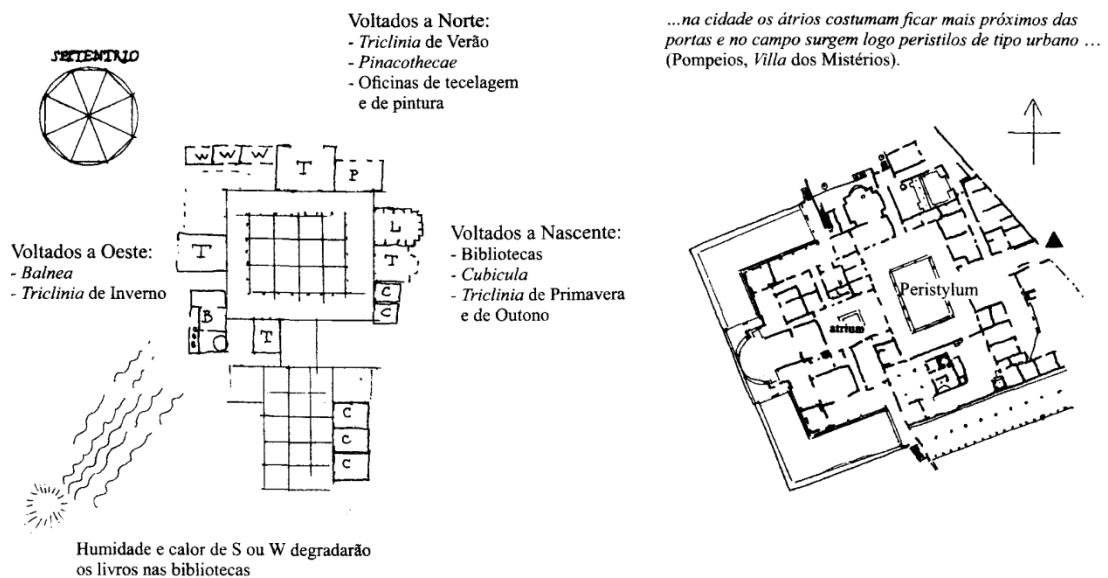 Voltados a Norte:
- Triclinia de Verão
- Pinacothecae
- Oficinas de tecelagem
e de pintura
...na cidade os átrios costumam ficar mais próximos das
portas e no campo surgem logo peristilos de tipo urbano ...
(Pompeios, Villa dos Mistérios).
SEPTENTRIO
W W W
T
P
L
T
T
C
C
B
T
C
C
C
Voltados a Oeste:
- Balnea
- Triclinia de Inverno
Voltados a Nascente:
- Bibliotecas
- Cubicula
- Triclinia de Primavera
e de Outono
Peristylum
atrium
Humidade e calor de S ou W degradarão
os livros nas bibliotecas